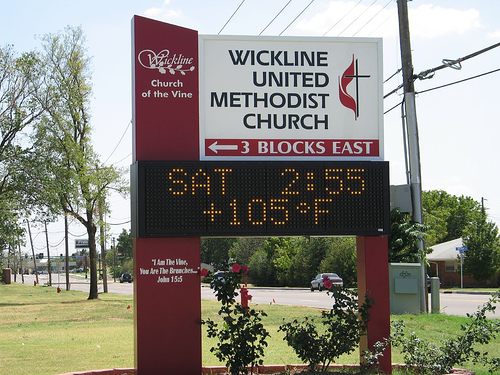 Wickline
Church
of the Vine
WICKLINE
UNITED
METHODIST
CHURCH
3 BLOCKS EAST
SAT 2:55
+105°F
"I Am The Vine,
You Are The Branches..."
John 15:5